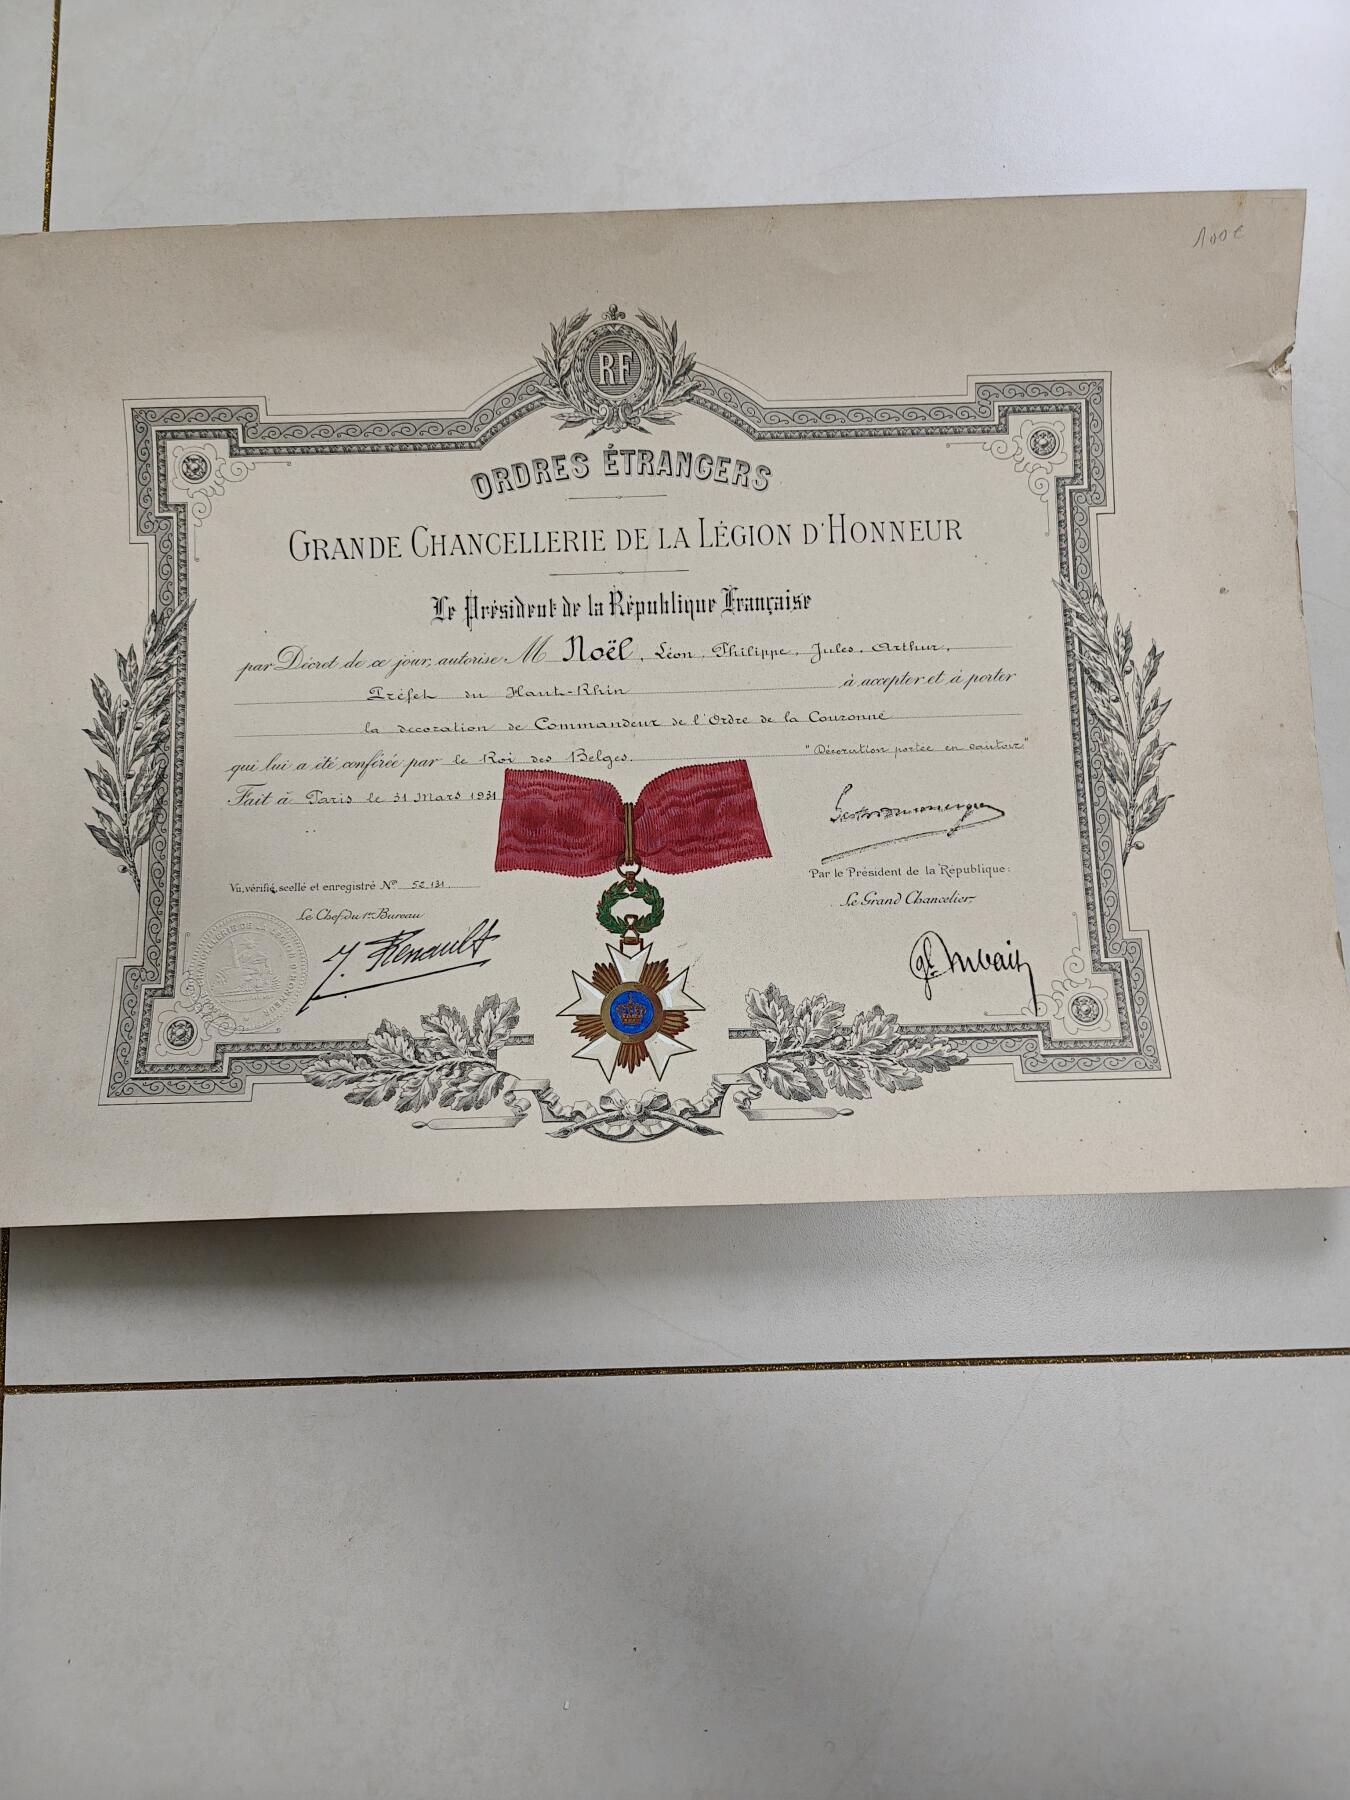 100€
RF
ORDRES ÉTRANGERS
GRANDE CHANCELLERIE DE LA LÉGION D'HONNEUR
Le Président de la République Française
par Décret de ce jour, autorise M Noël, Léon, Philippe, Jules, Arthur,
Préfet du Haut-Rhin à accepter et à porter
la décoration de Commandeur de l'Ordre de la Couronne
qui lui a été conférée par le Roi des Belges. "Décoration portée en sautoir"
Fait à Paris le 31 Mars 1931
Par le Président de la République:
Vu, vérifié, scellé et enregistré N° 52.131.
Le Grand Chancelier
Le Chef du 1er Bureau
J. Renault